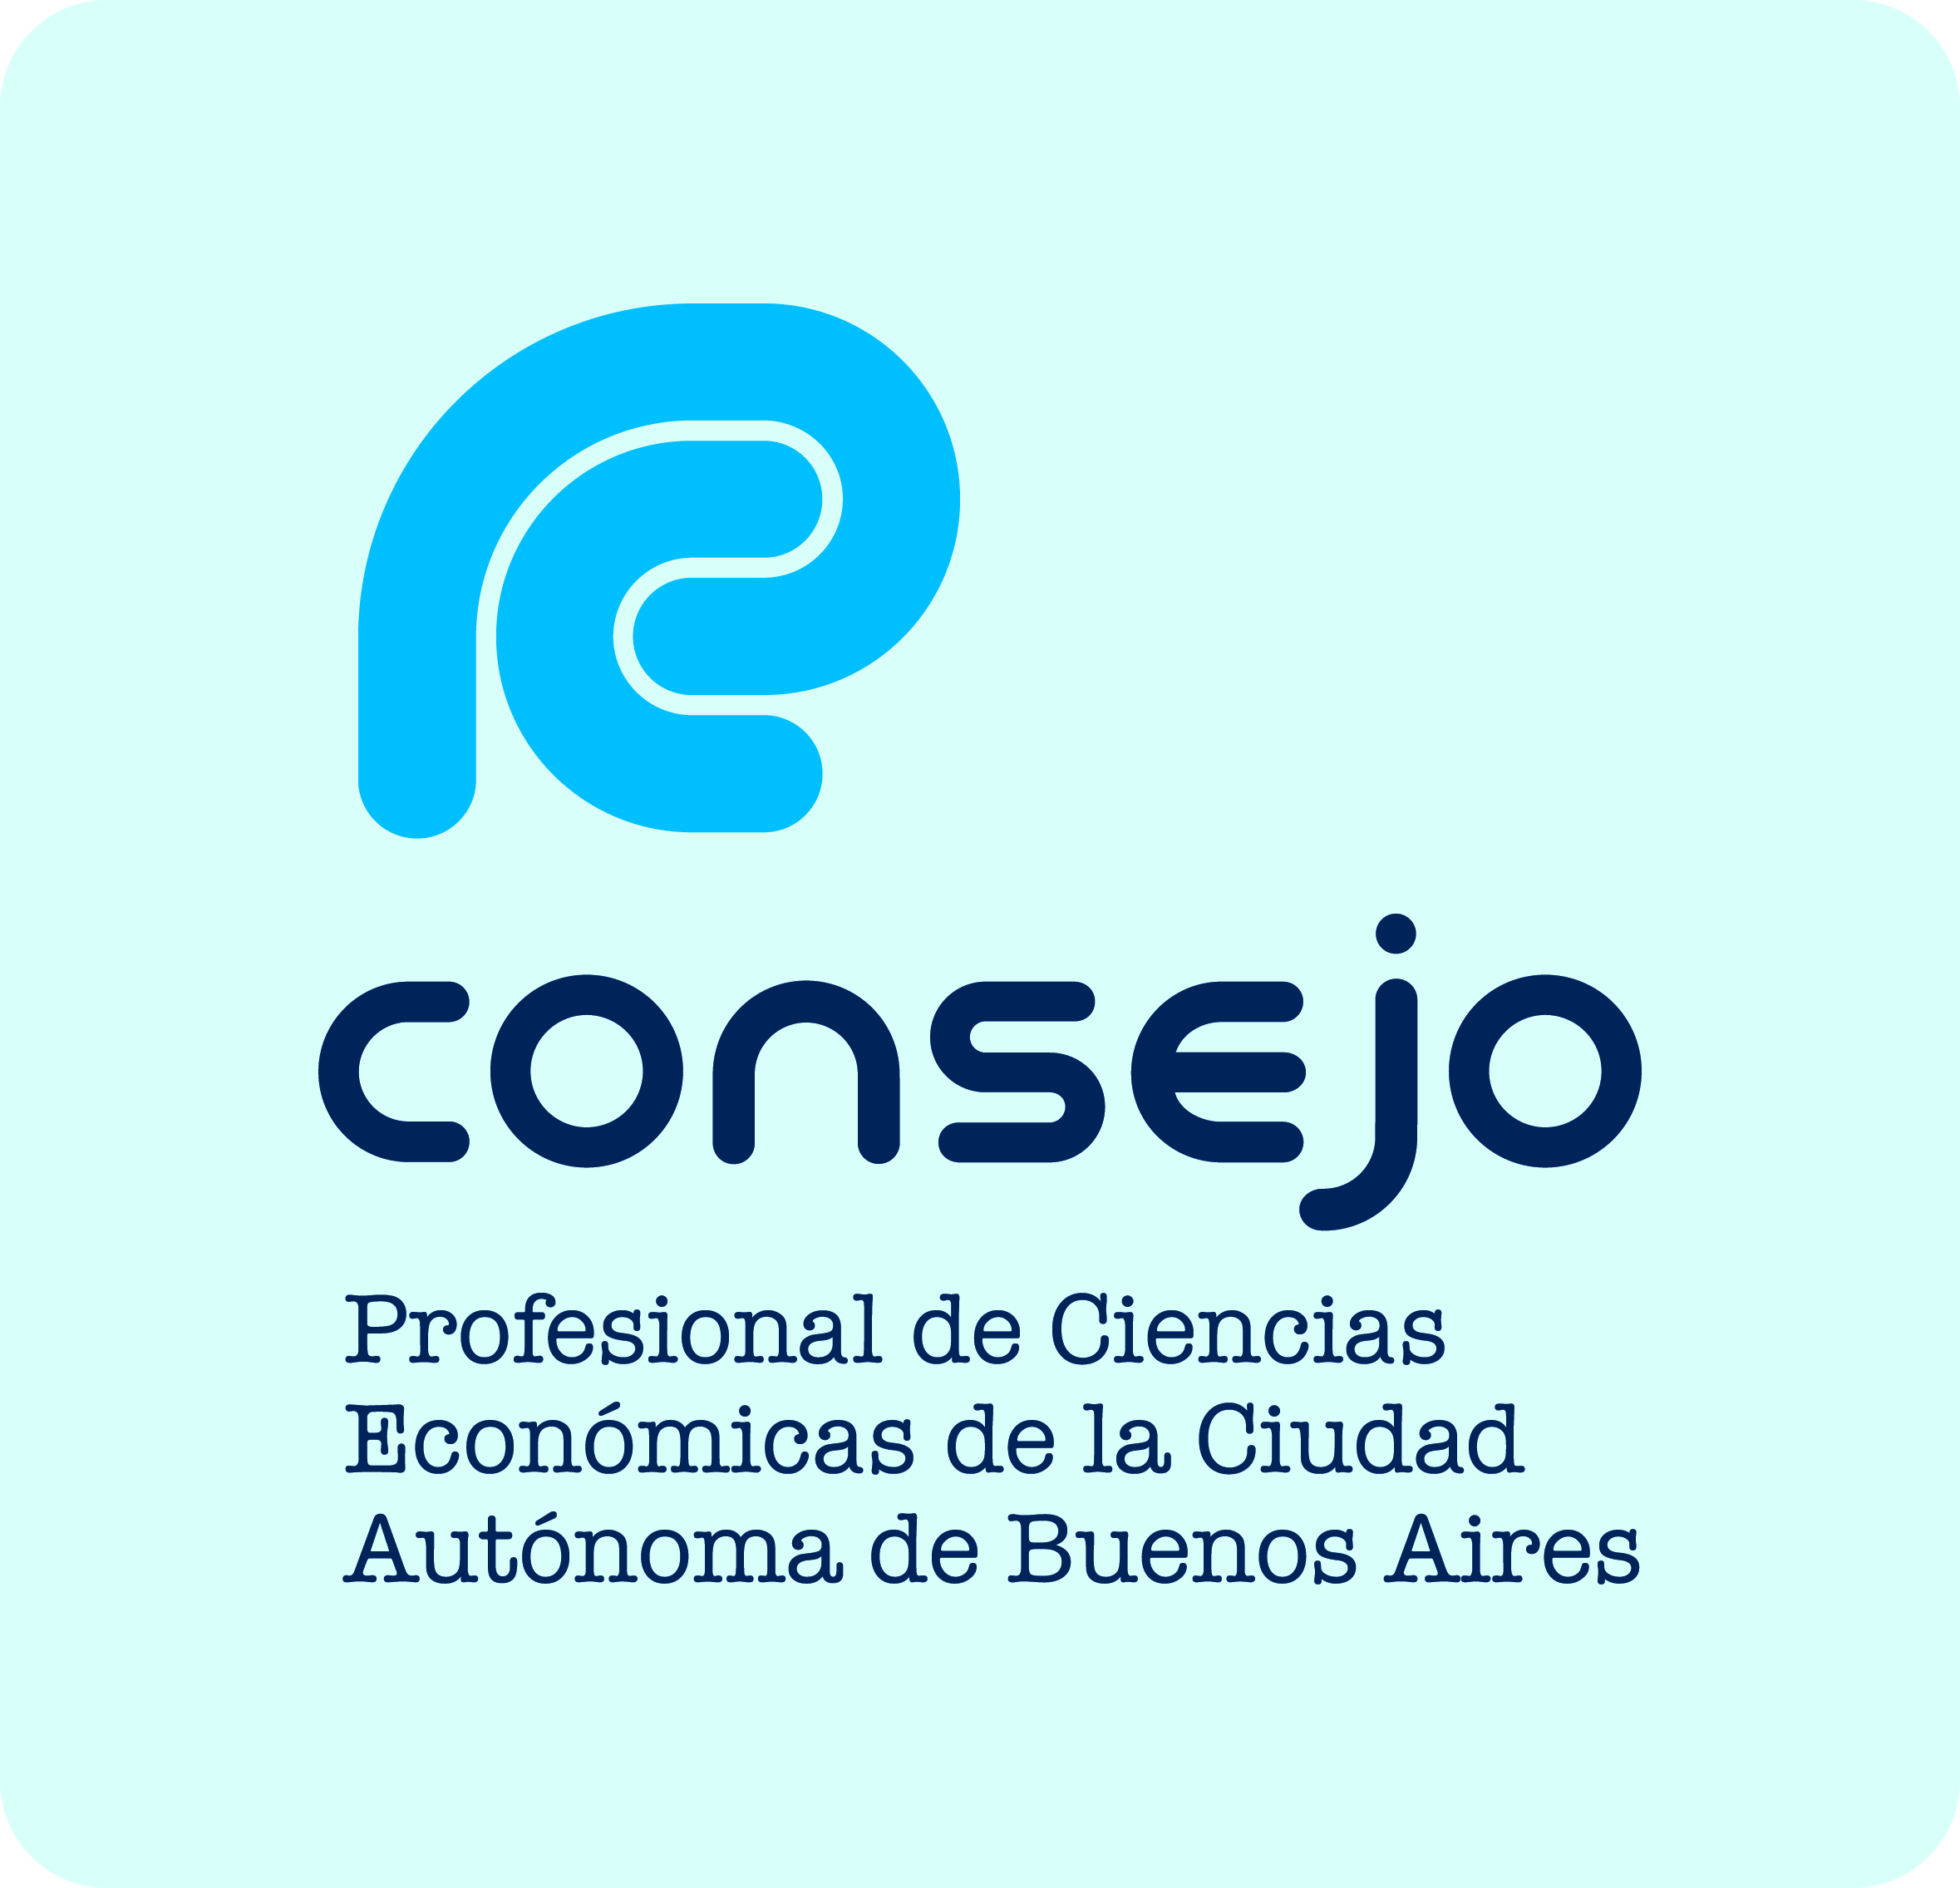 consejo
Profesional de Ciencias
Económicas de la Ciudad
Autónoma de Buenos Aires